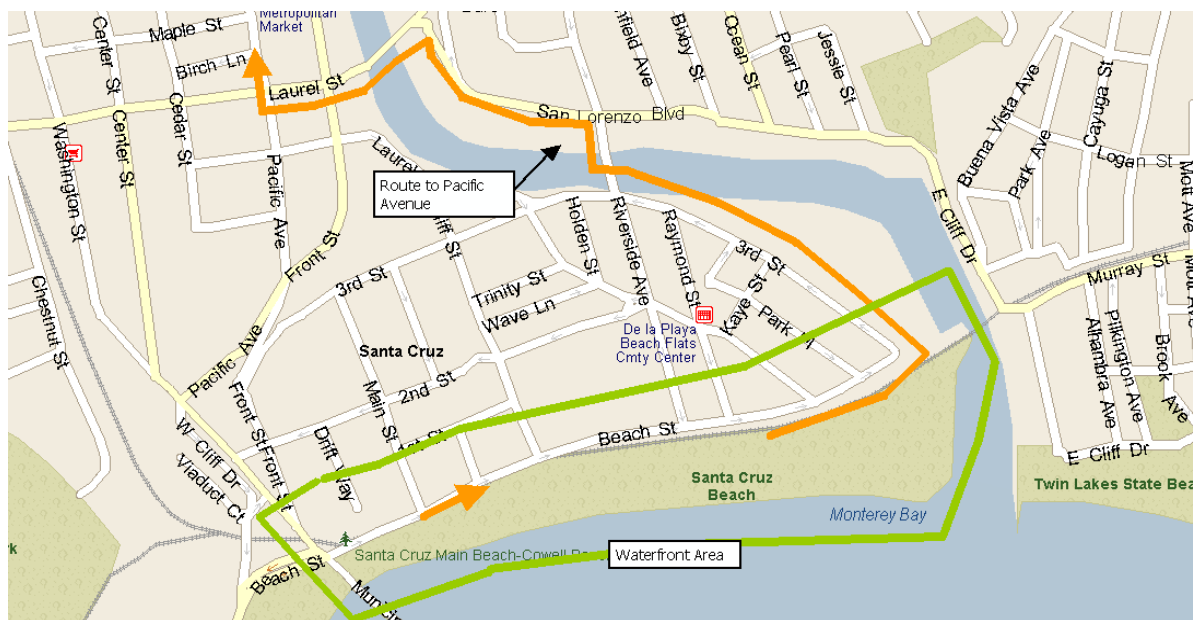 Metropolitan
Market
Maple St
Center St
Birch Ln
Laurel St
Cedar St
Washington St
Center St
Pacific Ave
Front St
Chestnut St
Bixby St
Ocean St
Pearl St
Jessie St
San Lorenzo Blvd
Buena Vista Ave
Park Ave
Cayuga St
Logan St
Mott Ave
E Cliff Dr
Murray St
Route to Pacific
Avenue
Holden St
Riverside Ave
Raymond St
3rd St
3rd St
Kaye St
Trinity St
Wave Ln
De la Playa
Beach Flats
Cmty Center
Santa Cruz
Pacific Ave
2nd St
Main St
1st St
Drift Way
Front St
Front St
W Cliff Dr
Viaduct Ct
Beach St
Beach St
Alhambra Ave
Pilkington Ave
Brook Ave
E Cliff Dr
Santa Cruz
Beach
Twin Lakes State Bea
Monterey Bay
Santa Cruz Main Beach-Cowell
Waterfront Area